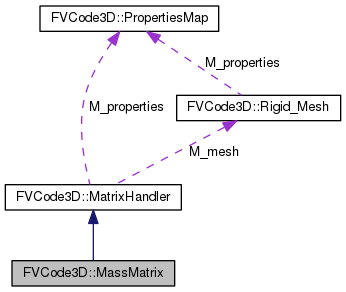 FVCode3D::PropertiesMap
M_properties
FVCode3D::Rigid_Mesh
M_properties
M_mesh
FVCode3D::MatrixHandler
FVCode3D::MassMatrix